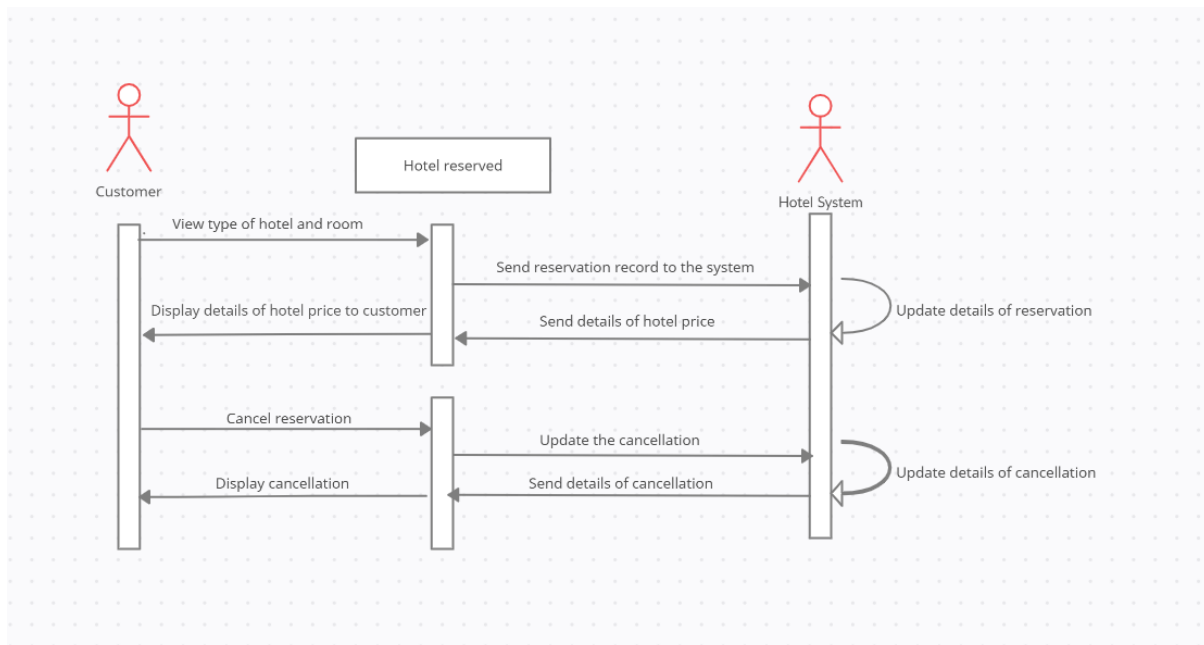 Hotel reserved
Customer
Hotel System
View type of hotel and room
.
Send reservation record to the system
Display details of hotel price to customer
Send details of hotel price
Update details of reservation
Cancel reservation
Update the cancellation
Update details of cancellation
Display cancellation
Send details of cancellation